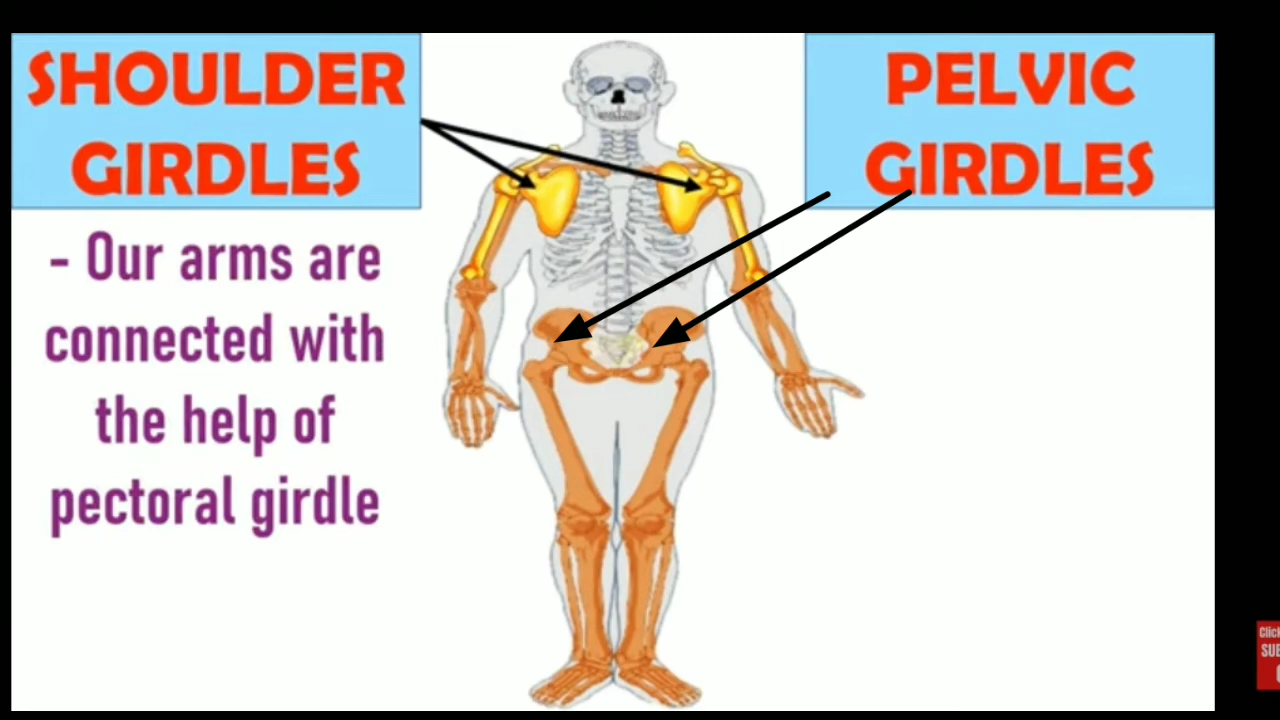 SHOULDER
GIRDLES
- Our arms are
connected with
the help of
pectoral girdle
PELVIC
GIRDLES